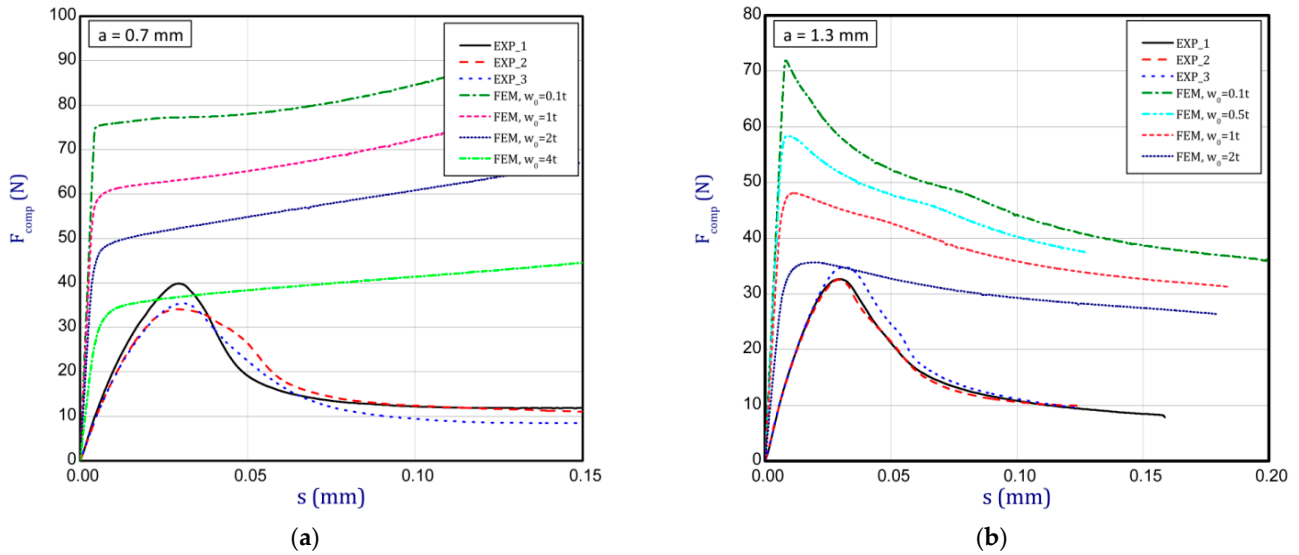 a = 0.7 mm
EXP_1
EXP_2
EXP_3
FEM, w₀=0.1t
FEM, w₀=1t
FEM, w₀=2t
FEM, w₀=4t
100
90
80
70
60
50
40
30
20
10
0
F_comp (N)
0.00 0.05 0.10 0.15
s (mm)
(a)
a = 1.3 mm
EXP_1
EXP_2
EXP_3
FEM, w₀=0.1t
FEM, w₀=0.5t
FEM, w₀=1t
FEM, w₀=2t
80
70
60
50
40
30
20
10
0
F_comp (N)
0.00 0.05 0.10 0.15 0.20
s (mm)
(b)